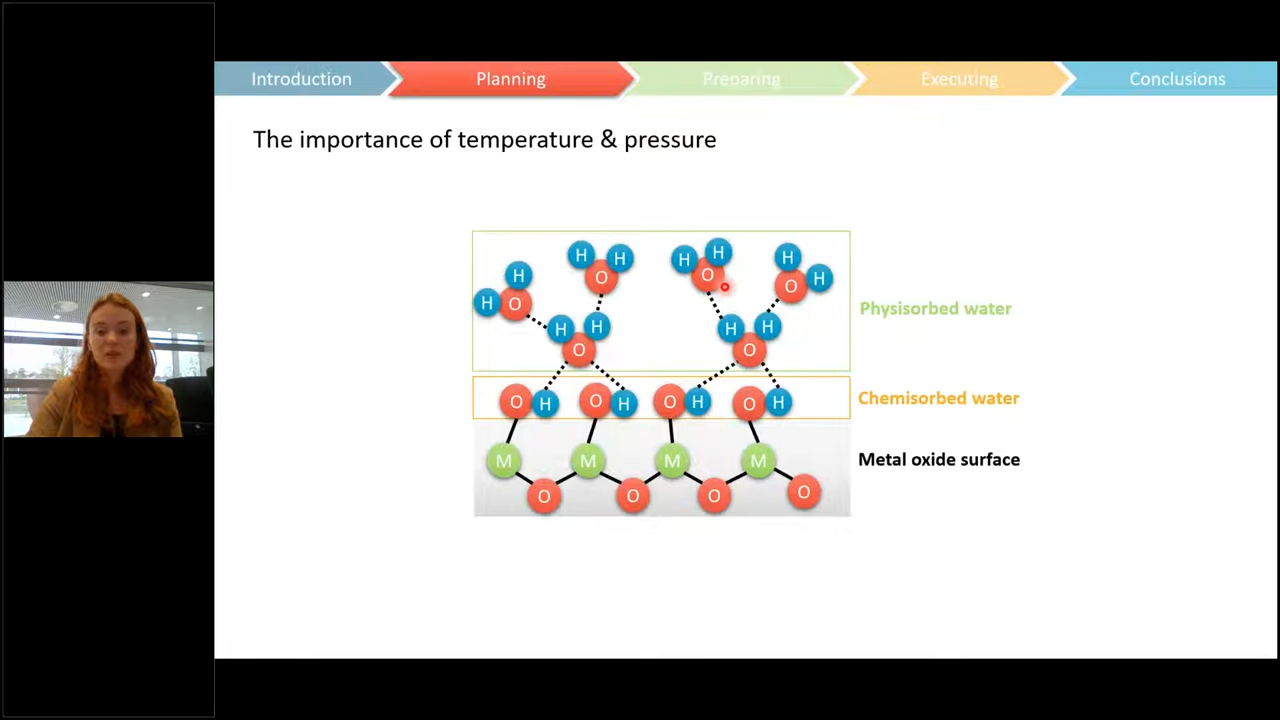 Introduction Planning Preparing Executing Conclusions
The importance of temperature & pressure
H H H H H
H O O O O H
Physisorbed water
H H H H
O O
O H O H O H O H
Chemisorbed water
M M M M
Metal oxide surface
O O O O